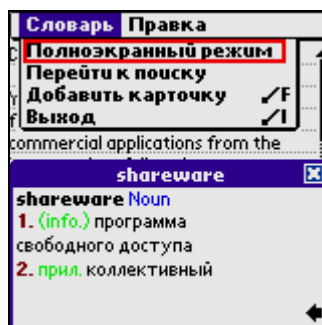 Словарь Правка
Полноэкранный режим
Перейти к поиску
Добавить карточку /F
Выход /I
commercial applications from the
shareware
shareware Noun
1. (info.) программа
свободного доступа
2. прил. коллективный